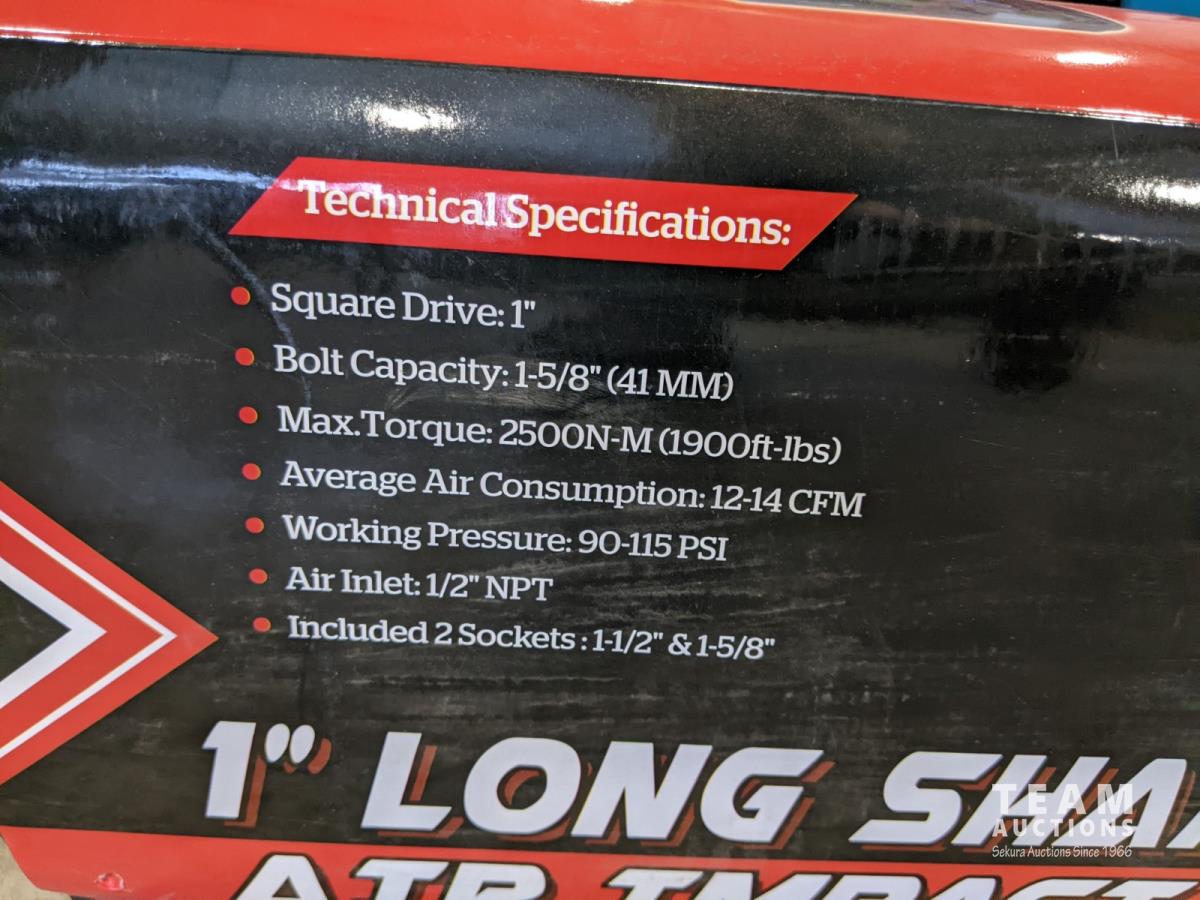 Technical Specifications:
Square Drive: 1"
Bolt Capacity: 1-5/8" (41 MM)
Max.Torque: 2500N-M (1900ft-lbs)
Average Air Consumption: 12-14 CFM
Working Pressure: 90-115 PSI
Air Inlet: 1/2" NPT
Included 2 Sockets : 1-1/2" & 1-5/8"
1" LONG
TEAM
AUCTIONS
Sekura Auctions Since 1966
AIR